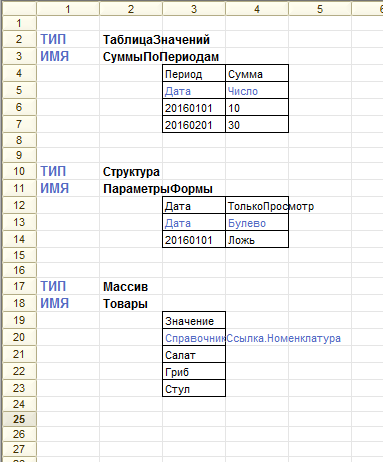 1 2 3 4 5 6
1
2 ТИП ТаблицаЗначений
3 ИМЯ СуммыПоПериодам
4 Период Сумма
5 Дата Число
6 20160101 10
7 20160201 30
8
9
10 ТИП Структура
11 ИМЯ ПараметрыФормы
12 Дата ТолькоПросмотр
13 Дата Булево
14 20160101 Ложь
15
16
17 ТИП Массив
18 ИМЯ Товары
19 Значение
20 СправочникСсылка.Номенклатура
21 Салат
22 Гриб
23 Стул
24
25
26
27
28